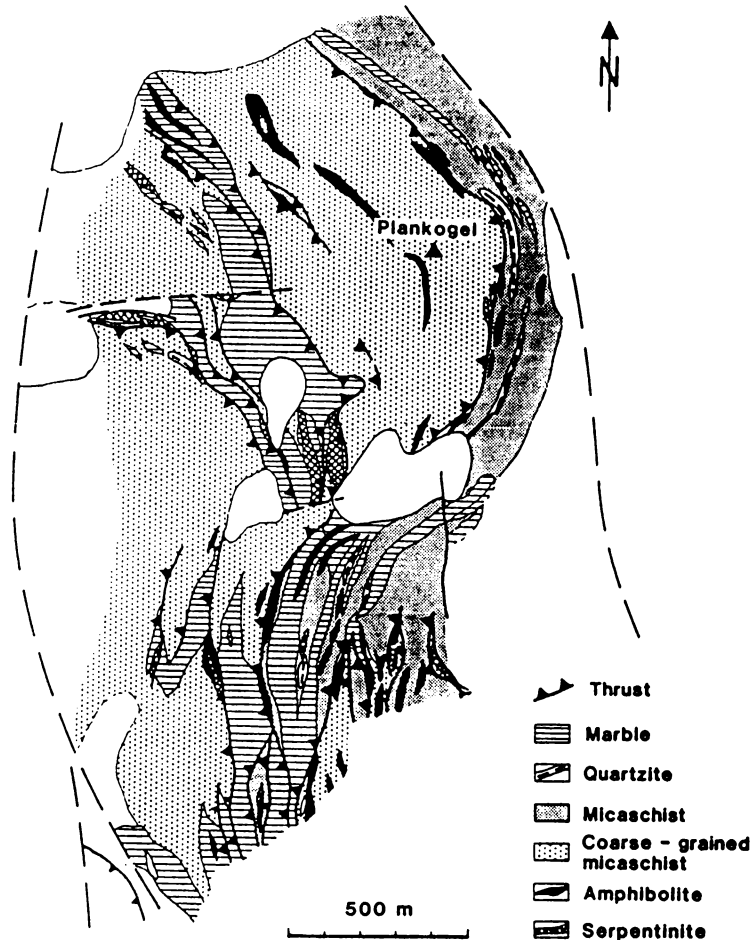 N
Plankogel
Thrust
Marble
Quartzite
Micaschist
Coarse - grained
micaschist
Amphibolite
Serpentinite
500 m